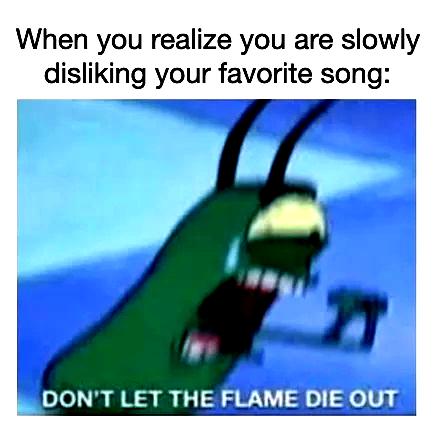 When you realize you are slowly
disliking your favorite song:
DON'T LET THE FLAME DIE OUT